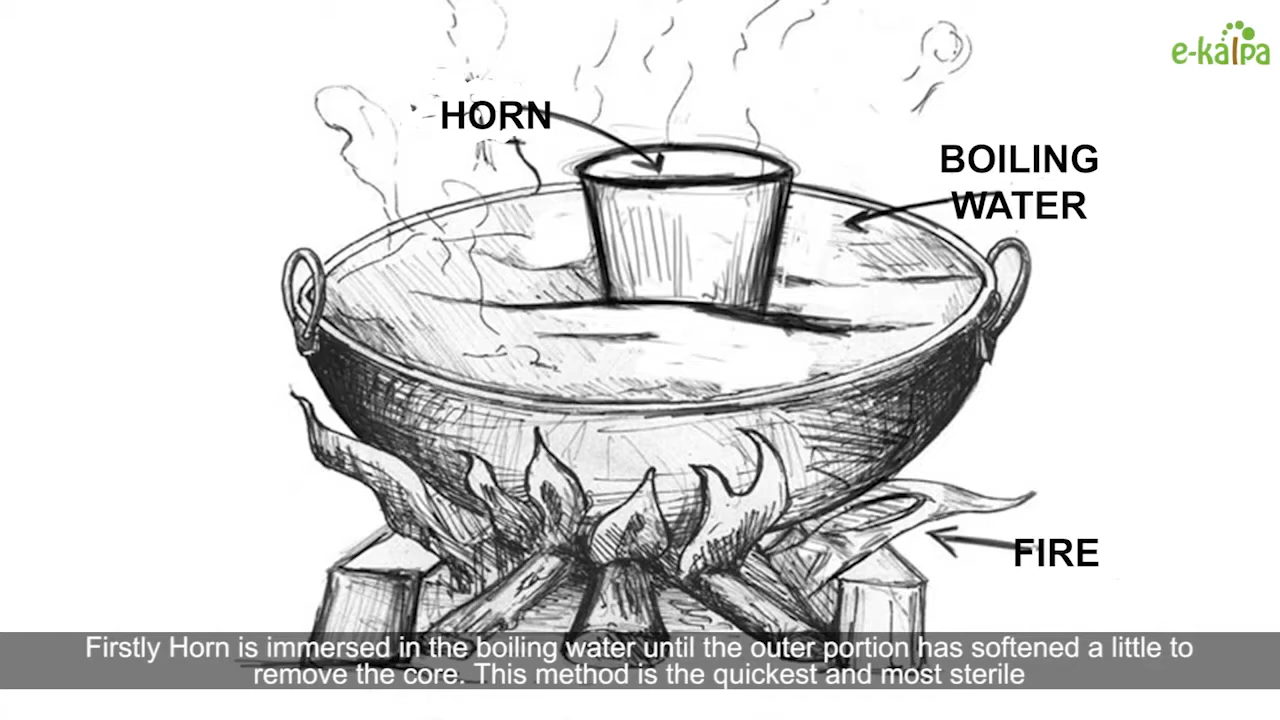 e-kalpa
HORN
BOILING
WATER
FIRE
Firstly Horn is immersed in the boiling water until the outer portion has softened a little to
remove the core. This method is the quickest and most sterile